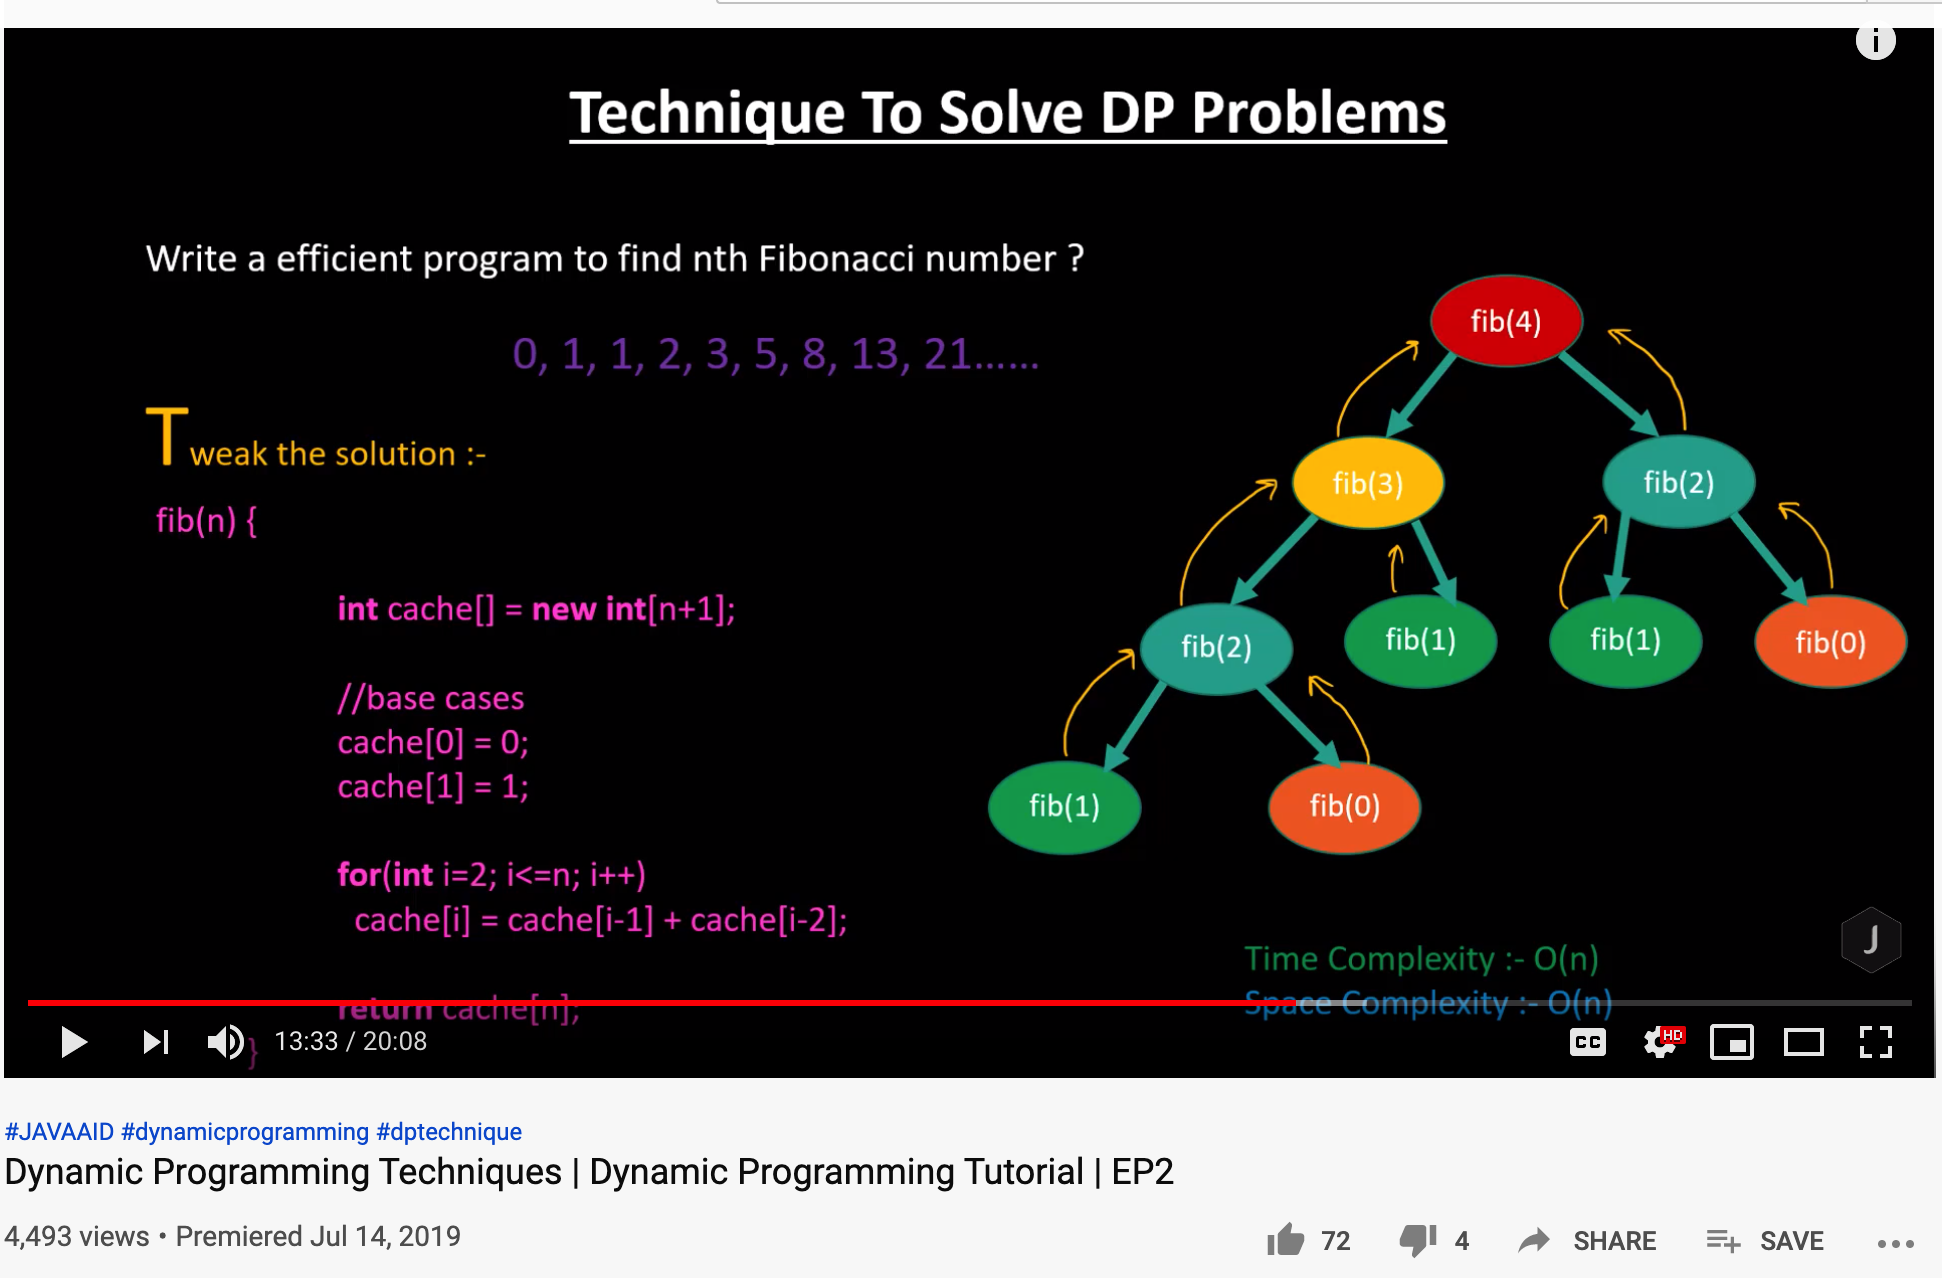 Technique To Solve DP Problems
Write a efficient program to find nth Fibonacci number ?
0, 1, 1, 2, 3, 5, 8, 13, 21......
Tweak the solution :-
fib(n) {
int cache[] = new int[n+1];
//base cases
cache[0] = 0;
cache[1] = 1;
for(int i=2; i<=n; i++)
cache[i] = cache[i-1] + cache[i-2];
return cache[n];
}
fib(4)
fib(3)
fib(2)
fib(2)
fib(1)
fib(1)
fib(0)
fib(1)
fib(0)
Time Complexity :- O(n)
Space Complexity :- O(n)
J
13:33 / 20:08
CC
HD
#JAVAAID #dynamicprogramming #dptechnique
Dynamic Programming Techniques | Dynamic Programming Tutorial | EP2
4,493 views • Premiered Jul 14, 2019
72
4
SHARE
SAVE